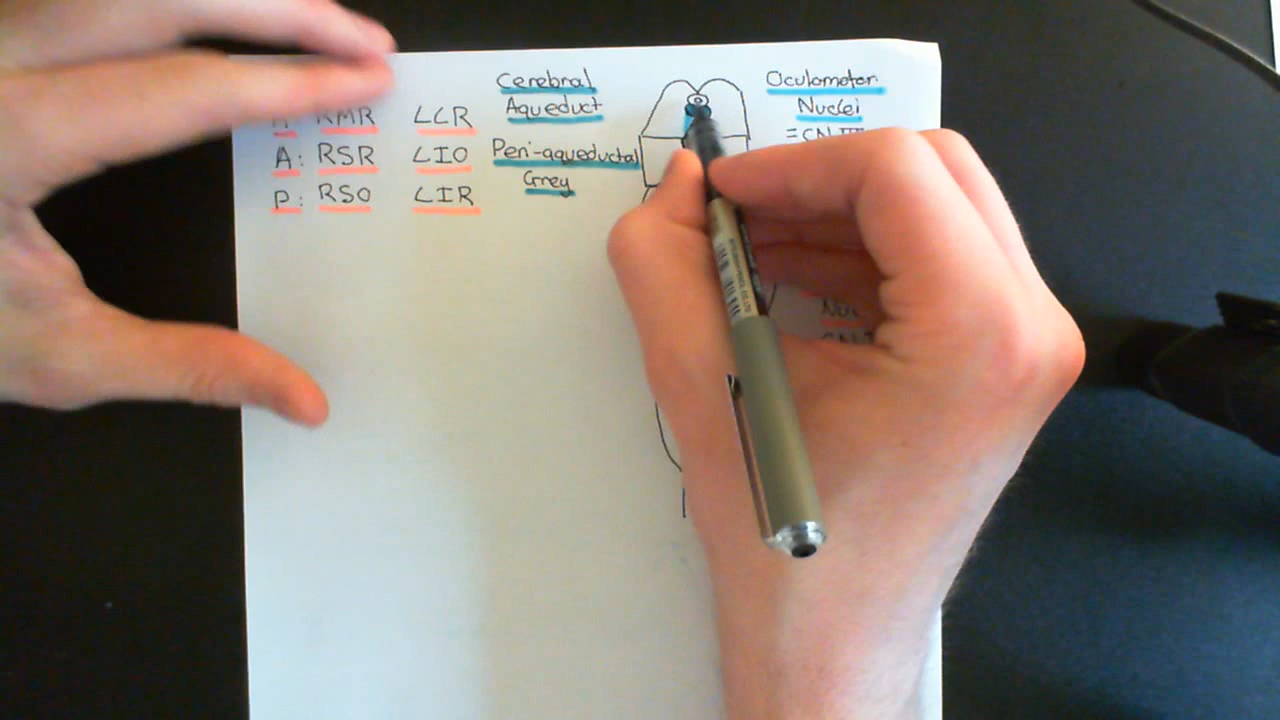 Cerebral
Aqueduct
Peri-aqueductal
Grey
Oculomotor
Nuclei
RMR LCR
A: RSR LIO
P: RSO LIR